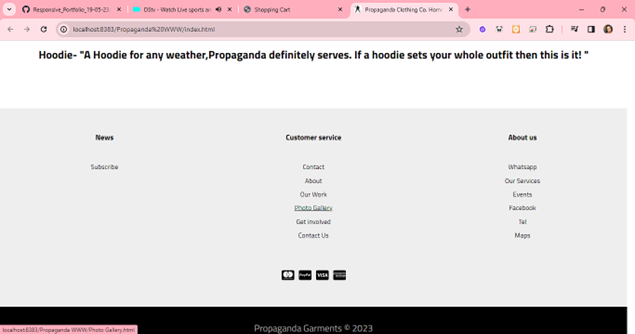 Responsive_Portfolio_19-05-23
DStv - Watch Live sports an
Shopping Cart
Propaganda Clothing Co. Hom
localhost:8383/Propaganda%20WWW/index.html
Hoodie- "A Hoodie for any weather,Propaganda definitely serves. If a hoodie sets your whole outfit then this is it! "
News
Customer service
About us
Subscribe
Contact
Whatsapp
About
Our Services
Our Work
Events
Photo Gallery
Facebook
Get involved
Tel
Contact Us
Maps
PayPal
VISA
localhost:8383/Propaganda WWW/Photo Gallery.html
Propaganda Garments © 2023